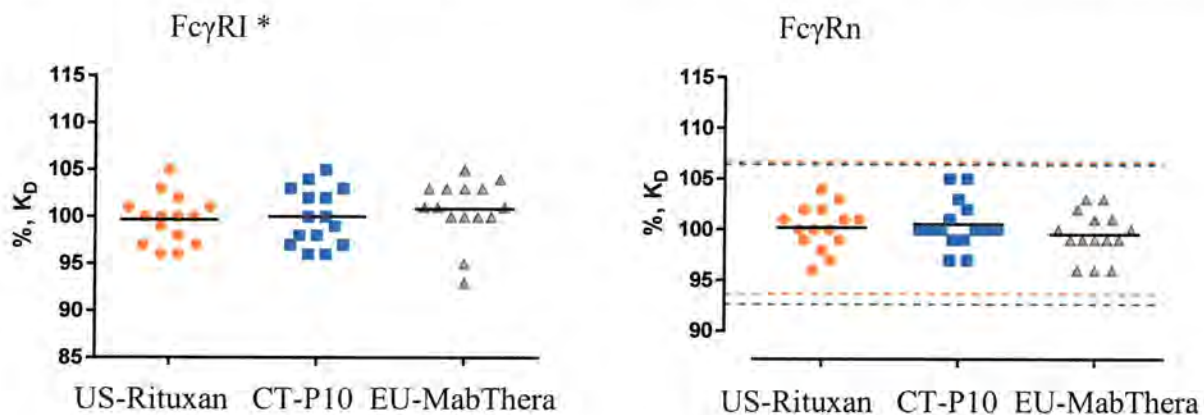 FcγRI *
%, KD
115
110
105
100
95
90
85
US-Rituxan CT-P10 EU-MabThera
FcγRn
%, KD
115
110
105
100
95
90
US-Rituxan CT-P10 EU-MabThera